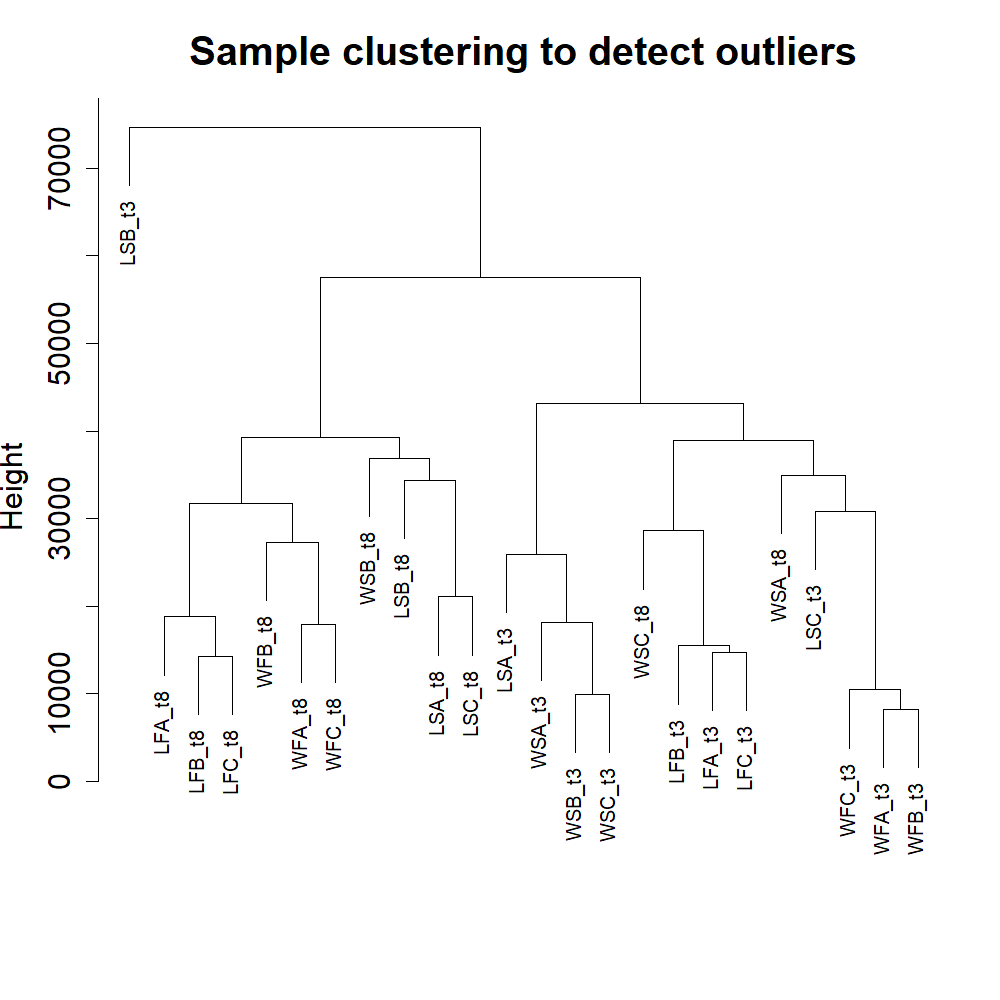 Sample clustering to detect outliers
Height
70000
50000
30000
10000
0
LSB_t3
LFA_t8
LFB_t8
LFC_t8
WFB_t8
WFA_t8
WFC_t8
WSB_t8
LSB_t8
LSA_t8
LSC_t8
LSA_t3
WSA_t3
WSB_t3
WSC_t3
WSC_t8
LFB_t3
LFA_t3
LFC_t3
WSA_t8
LSC_t3
WFC_t3
WFA_t3
WFB_t3